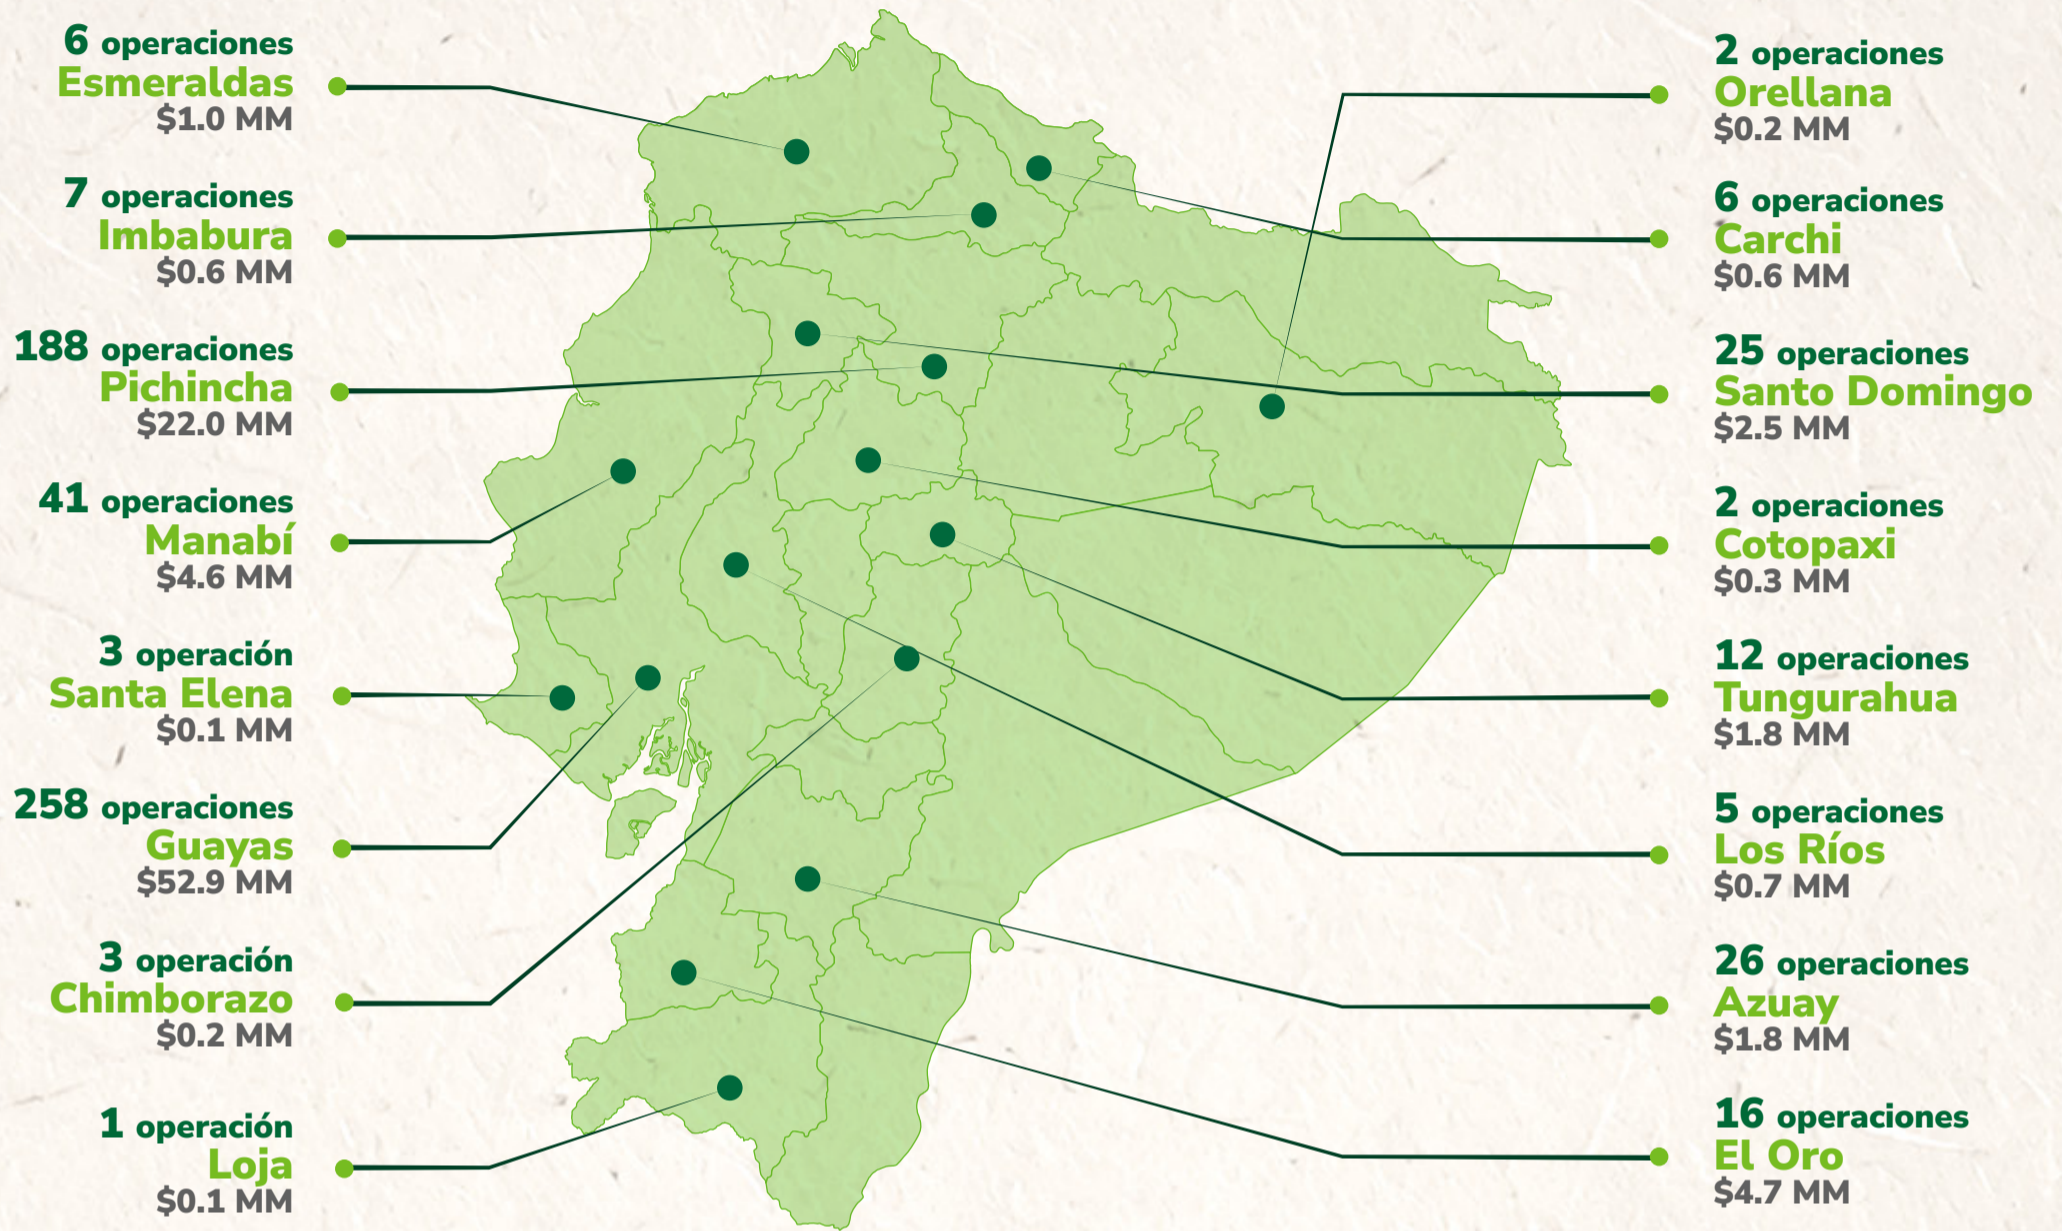 6 operaciones
Esmeraldas
$1.0 MM
7 operaciones
Imbabura
$0.6 MM
188 operaciones
Pichincha
$22.0 MM
41 operaciones
Manabí
$4.6 MM
3 operación
Santa Elena
$0.1 MM
258 operaciones
Guayas
$52.9 MM
3 operación
Chimborazo
$0.2 MM
1 operación
Loja
$0.1 MM
2 operaciones
Orellana
$0.2 MM
6 operaciones
Carchi
$0.6 MM
25 operaciones
Santo Domingo
$2.5 MM
2 operaciones
Cotopaxi
$0.3 MM
12 operaciones
Tungurahua
$1.8 MM
5 operaciones
Los Ríos
$0.7 MM
26 operaciones
Azuay
$1.8 MM
16 operaciones
El Oro
$4.7 MM